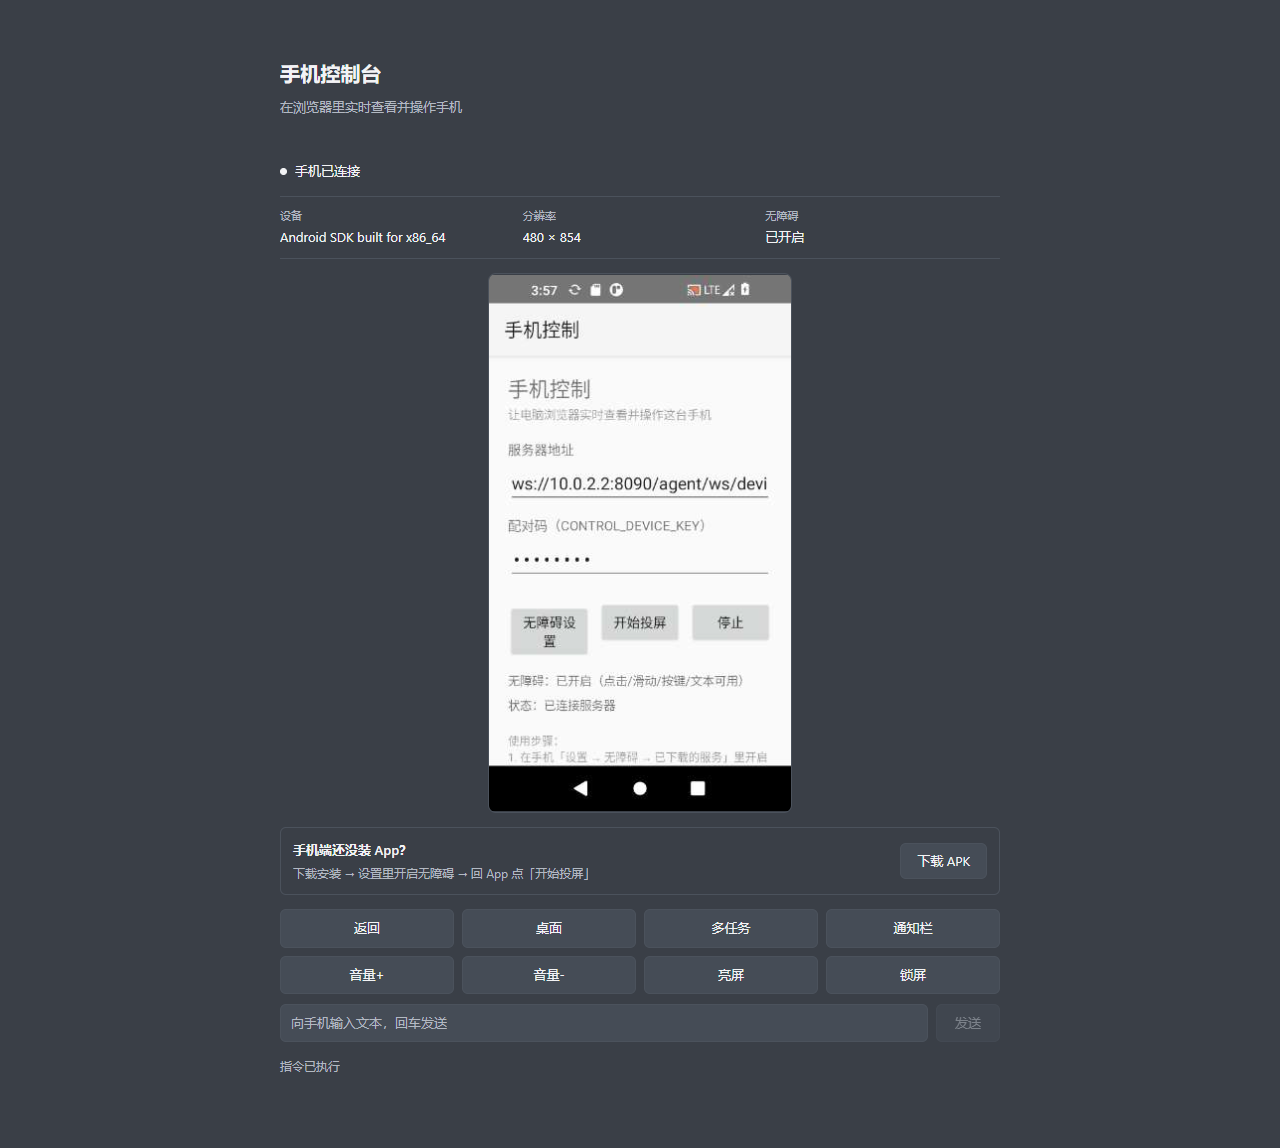 手机控制台
在浏览器里实时查看并操作手机
手机已连接
设备
分辨率
无障碍
Android SDK built for x86_64
480 × 854
已开启
3:57
LTE
手机控制
手机控制
让电脑浏览器实时查看并操作这台手机
服务器地址
ws://10.0.2.2:8090/agent/ws/devi
配对码（CONTROL_DEVICE_KEY）
••••••••
无障碍设
置
开始投屏
停止
无障碍：已开启（点击/滑动/按键/文本可用）
状态：已连接服务器
使用步骤：
1. 在手机「设置 → 无障碍 → 已下载的服务」里开启
手机端还没装 App?
下载安装 → 设置里开启无障碍 → 回 App 点「开始投屏」
下载 APK
返回
桌面
多任务
通知栏
音量+
音量-
亮屏
锁屏
向手机输入文本，回车发送
发送
指令已执行